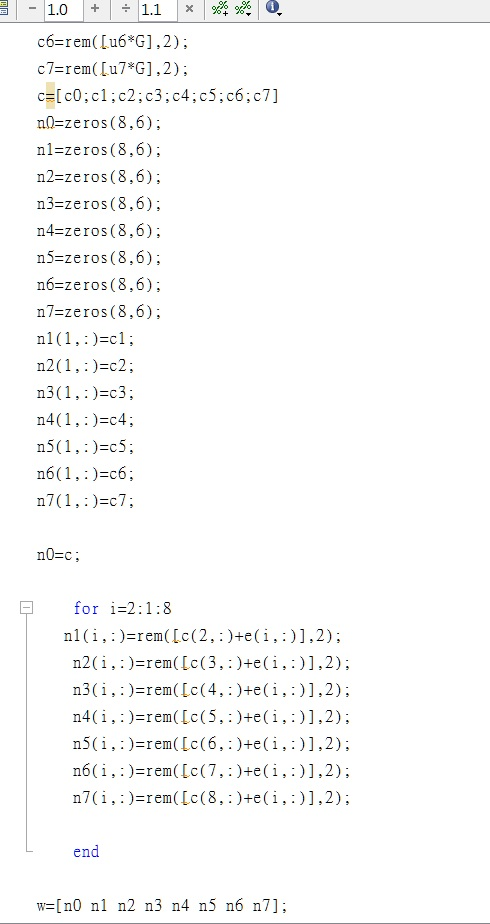 − 1.0 + ÷ 1.1 ×
c6=rem([u6*G],2);
c7=rem([u7*G],2);
c=[c0;c1;c2;c3;c4;c5;c6;c7]
n0=zeros(8,6);
n1=zeros(8,6);
n2=zeros(8,6);
n3=zeros(8,6);
n4=zeros(8,6);
n5=zeros(8,6);
n6=zeros(8,6);
n7=zeros(8,6);
n1(1,:)=c1;
n2(1,:)=c2;
n3(1,:)=c3;
n4(1,:)=c4;
n5(1,:)=c5;
n6(1,:)=c6;
n7(1,:)=c7;
n0=c;
for i=2:1:8
n1(i,:)=rem([c(2,:)+e(i,:)],2);
n2(i,:)=rem([c(3,:)+e(i,:)],2);
n3(i,:)=rem([c(4,:)+e(i,:)],2);
n4(i,:)=rem([c(5,:)+e(i,:)],2);
n5(i,:)=rem([c(6,:)+e(i,:)],2);
n6(i,:)=rem([c(7,:)+e(i,:)],2);
n7(i,:)=rem([c(8,:)+e(i,:)],2);
end
w=[n0 n1 n2 n3 n4 n5 n6 n7];